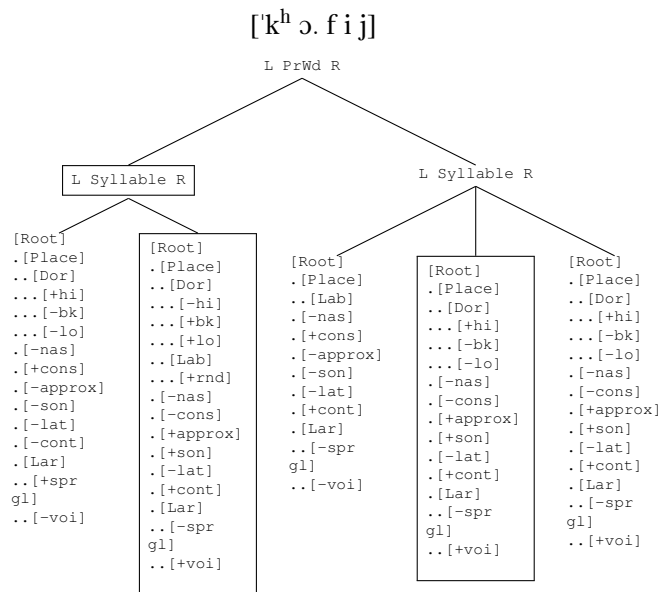 [ˈkʰ ɔ. f i j]
L PrWd R
L Syllable R
L Syllable R
[Root]
.[Place]
..[Dor]
...[+hi]
...[−bk]
...[−lo]
.[−nas]
.[+cons]
.[−approx]
.[−son]
.[−lat]
.[−cont]
.[Lar]
..[+spr
gl]
..[−voi]
[Root]
.[Place]
..[Dor]
...[−hi]
...[+bk]
...[+lo]
..[Lab]
...[+rnd]
.[−nas]
.[−cons]
.[+approx]
.[+son]
.[−lat]
.[+cont]
.[Lar]
..[−spr
gl]
..[+voi]
[Root]
.[Place]
..[Lab]
.[−nas]
.[+cons]
.[−approx]
.[−son]
.[−lat]
.[+cont]
.[Lar]
..[−spr
gl]
..[−voi]
[Root]
.[Place]
..[Dor]
...[+hi]
...[−bk]
...[−lo]
.[−nas]
.[−cons]
.[+approx]
.[+son]
.[−lat]
.[+cont]
.[Lar]
..[−spr
gl]
..[+voi]
[Root]
.[Place]
..[Dor]
...[+hi]
...[−bk]
...[−lo]
.[−nas]
.[−cons]
.[+approx]
.[+son]
.[−lat]
.[+cont]
.[Lar]
..[−spr
gl]
..[+voi]